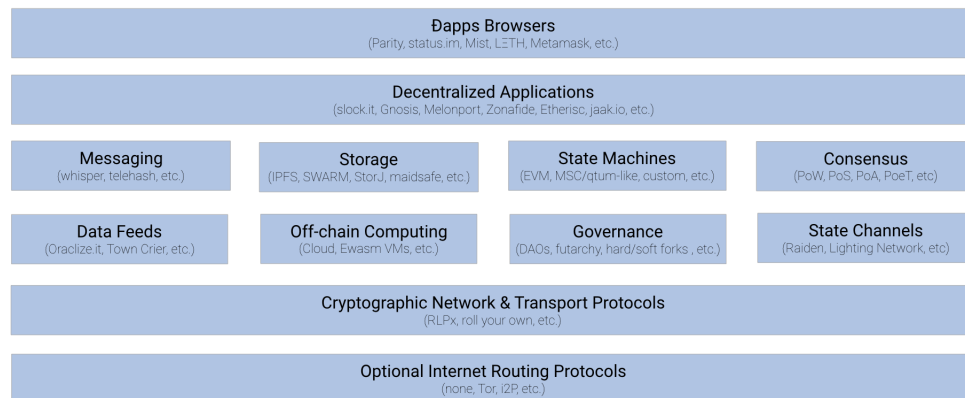 Ðapps Browsers
(Parity, status.im, Mist, LΞTH, Metamask, etc.)
Decentralized Applications
(slock.it, Gnosis, Melonport, Zonafide, Etherisc, jaak.io, etc.)
Messaging
(whisper, telehash, etc.)
Storage
(IPFS, SWARM, StorJ, maidsafe, etc.)
State Machines
(EVM, MSC/qtum-like, custom, etc.)
Consensus
(PoW, PoS, PoA, PoeT, etc)
Data Feeds
(Oraclize.it, Town Crier, etc.)
Off-chain Computing
(Cloud, Ewasm VMs, etc.)
Governance
(DAOs, futarchy, hard/soft forks , etc.)
State Channels
(Raiden, Lighting Network, etc)
Cryptographic Network & Transport Protocols
(RLPx, roll your own, etc.)
Optional Internet Routing Protocols
(none, Tor, i2P, etc.)